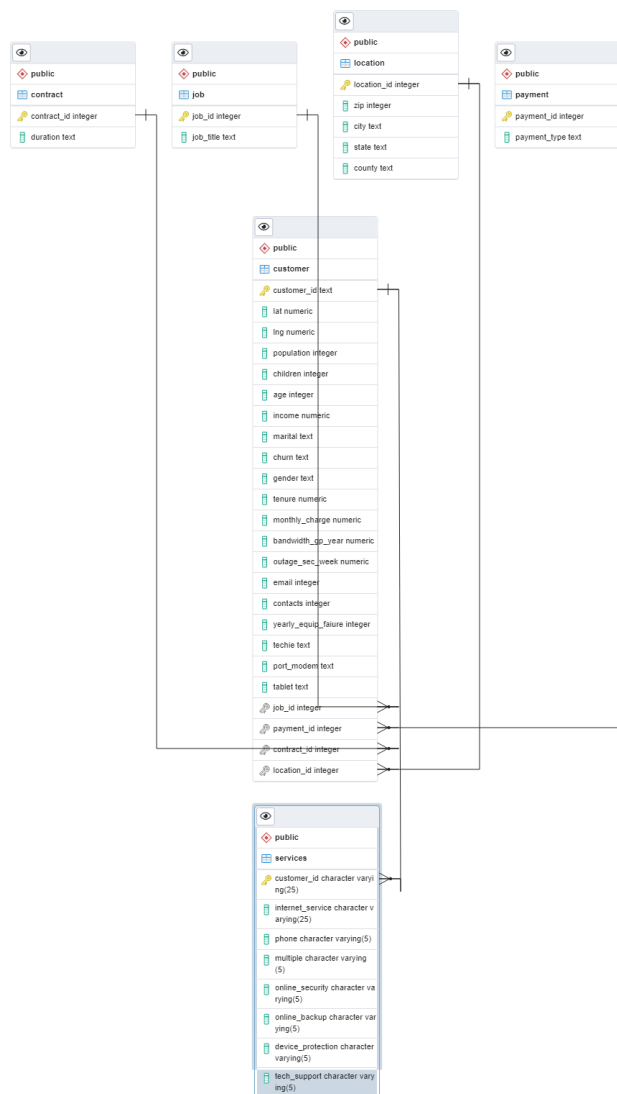 public
contract
contract_id integer
duration text
public
job
job_id integer
job_title text
public
location
location_id integer
zip integer
city text
state text
county text
public
payment
payment_id integer
payment_type text
public
customer
customer_id text
lat numeric
lng numeric
population integer
children integer
age integer
income numeric
marital text
churn text
gender text
tenure numeric
monthly_charge numeric
bandwidth_gp_year numeric
outage_sec_week numeric
email integer
contacts integer
yearly_equip_faiure integer
techie text
port_modem text
tablet text
job_id integer
payment_id integer
contract_id integer
location_id integer
public
services
customer_id character varyi
ng(25)
internet_service character v
arying(25)
phone character varying(5)
multiple character varying
(5)
online_security character va
rying(5)
online_backup character var
ying(5)
device_protection character
varying(5)
tech_support character vary
ing(5)